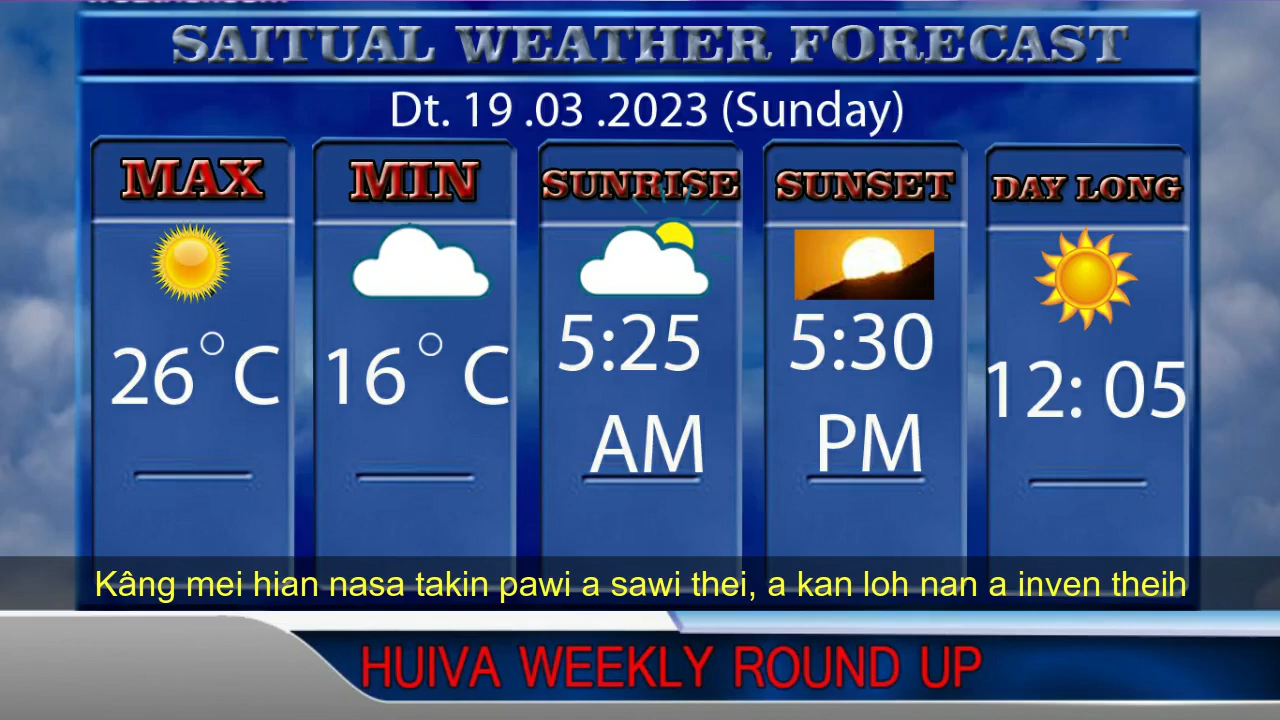 SAITUAL WEATHER FORECAST
Dt. 19 .03 .2023 (Sunday)
MAX
26°C
MIN
16° C
SUNRISE
5:25
AM
SUNSET
5:30
PM
DAY LONG
12: 05
Kâng mei hian nasa takin pawi a sawi thei, a kan loh nan a inven theih
HUIVA WEEKLY ROUND UP